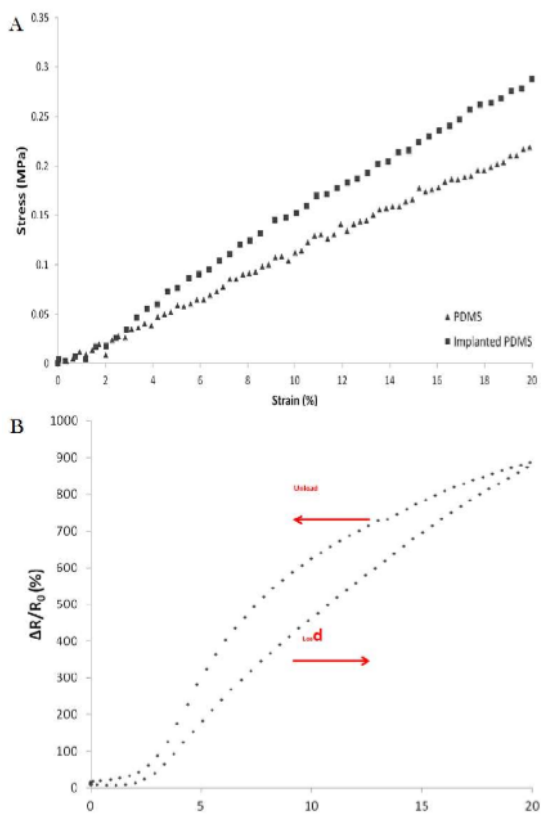 A
0.35
0.3
0.25
0.2
0.15
0.1
0.05
0
Stress (MPa)
0 2 4 6 8 10 12 14 16 18 20
Strain (%)
PDMS
Implanted PDMS
B
1000
900
800
700
600
500
400
300
200
100
0
ΔR/R0 (%)
Unload
Load
0 5 10 15 20